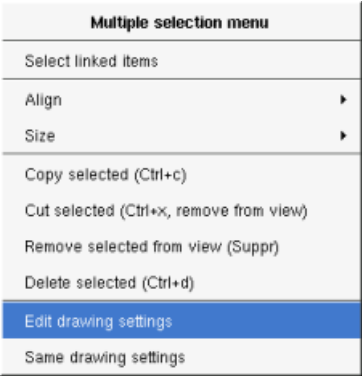 Multiple selection menu
Select linked items
Align
Size
Copy selected (Ctrl+c)
Cut selected (Ctrl+x, remove from view)
Remove selected from view (Suppr)
Delete selected (Ctrl+d)
Edit drawing settings
Same drawing settings